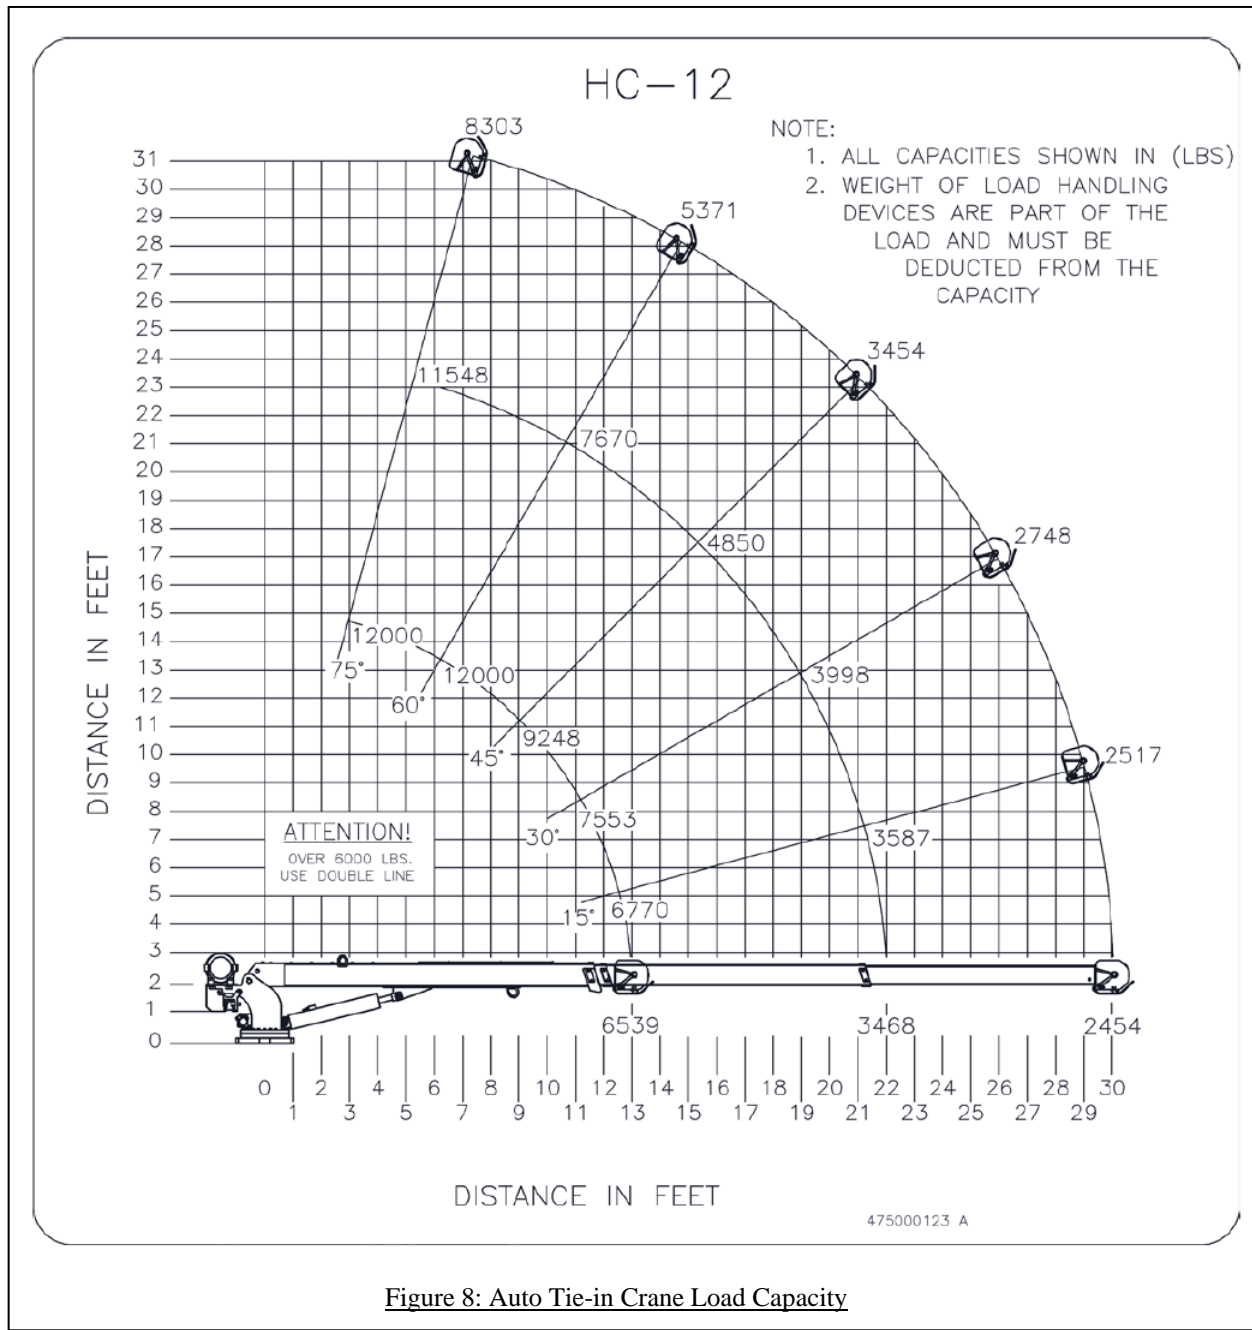 HC-12
NOTE:
1. ALL CAPACITIES SHOWN IN (LBS)
2. WEIGHT OF LOAD HANDLING
DEVICES ARE PART OF THE
LOAD AND MUST BE
DEDUCTED FROM THE
CAPACITY
8303
5371
3454
2748
2517
11548
7670
4850
3998
3587
12000
12000
9248
7553
6770
75°
60°
45°
30°
15°
31
30
29
28
27
26
25
24
23
22
21
20
19
18
17
16
15
14
13
12
11
10
9
8
7
6
5
4
3
2
1
0
DISTANCE IN FEET
ATTENTION!
OVER 6000 LBS.
USE DOUBLE LINE
6539 3468 2454
0 2 4 6 8 10 12 14 16 18 20 22 24 26 28 30
1 3 5 7 9 11 13 15 17 19 21 23 25 27 29
DISTANCE IN FEET
475000123 A
Figure 8: Auto Tie-in Crane Load Capacity